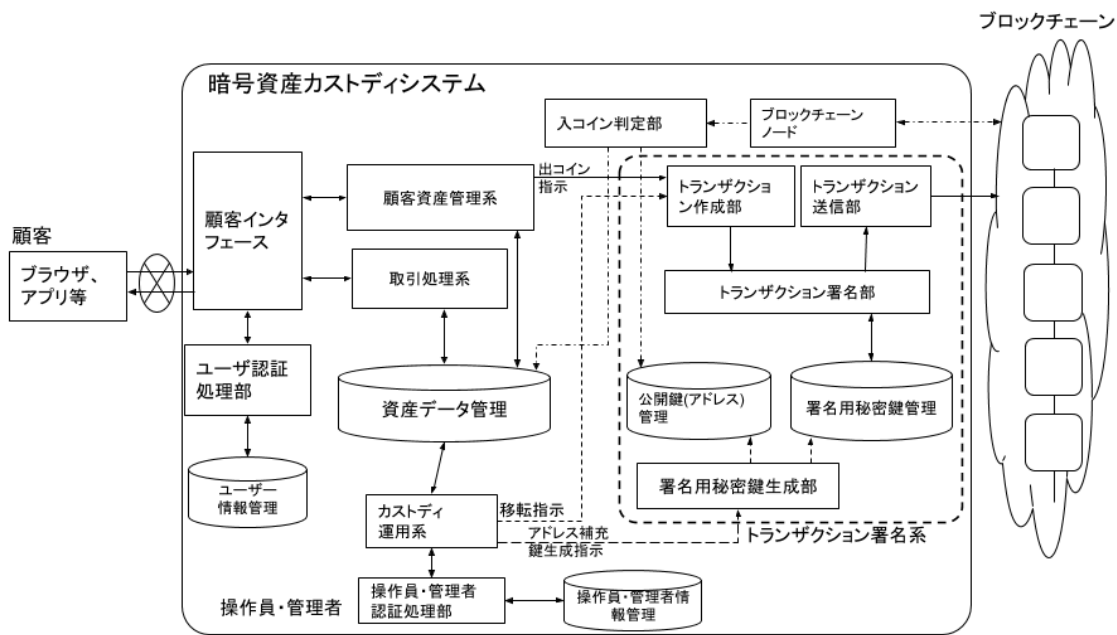 ブロックチェーン
暗号資産カストディシステム
入コイン判定部
ブロックチェーン
ノード
出コイン
指示
顧客資産管理系
トランザクショ
ン作成部
トランザクション
送信部
顧客インタ
フェース
顧客
ブラウザ、
アプリ等
取引処理系
トランザクション署名部
ユーザ認証
処理部
資産データ管理
公開鍵(アドレス)
管理
署名用秘密鍵管理
ユーザー
情報管理
署名用秘密鍵生成部
カストディ
運用系
移転指示
アドレス補充
鍵生成指示
トランザクション署名系
操作員・管理者
操作員・管理者
認証処理部
操作員・管理者情
報管理